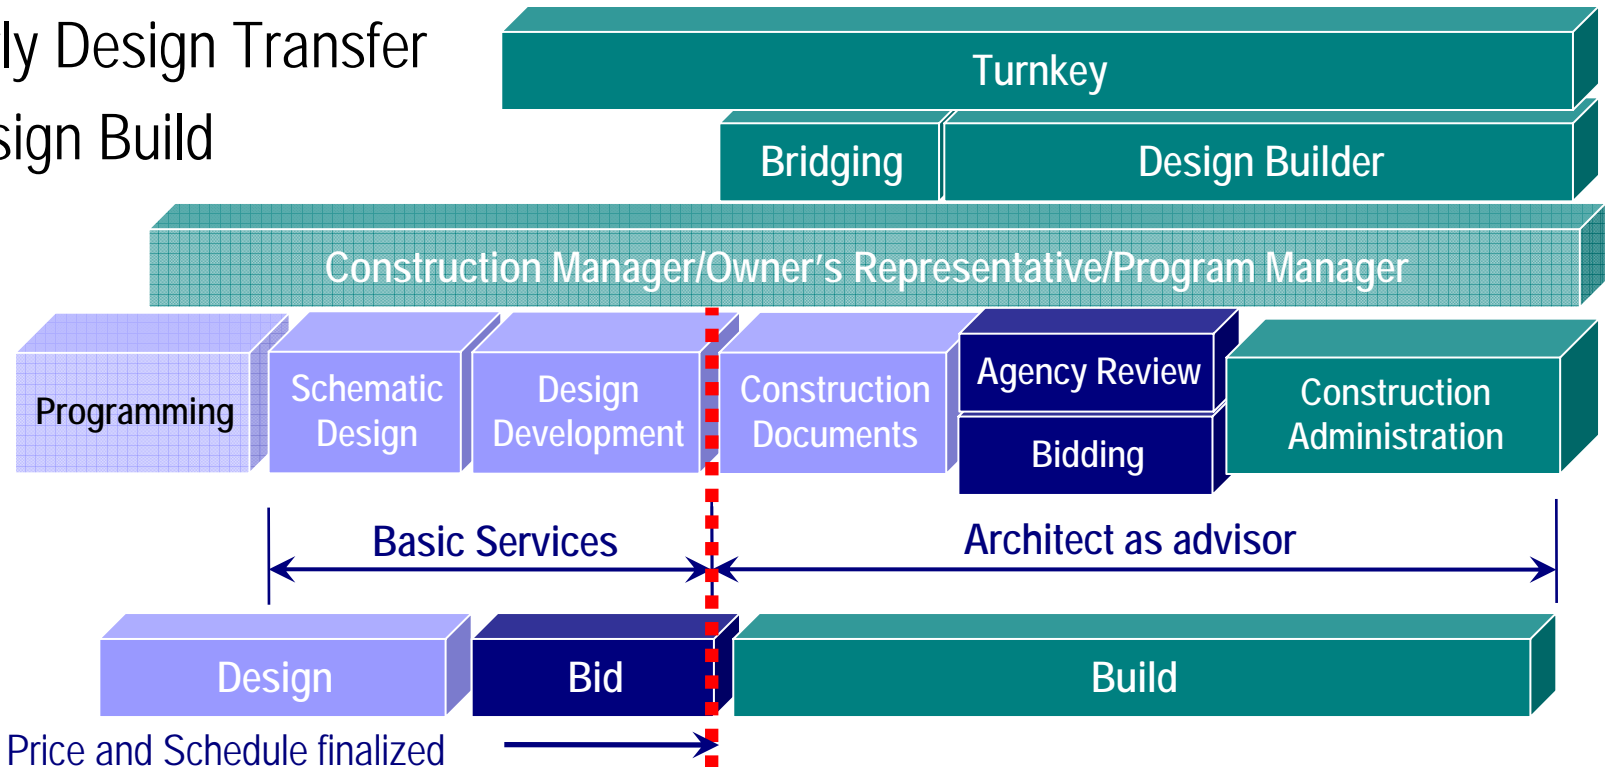 ly Design Transfer
sign Build
Turnkey
Bridging
Design Builder
Construction Manager/Owner's Representative/Program Manager
Programming
Schematic
Design
Design
Development
Construction
Documents
Agency Review
Bidding
Construction
Administration
Basic Services
Architect as advisor
Design
Bid
Build
Price and Schedule finalized